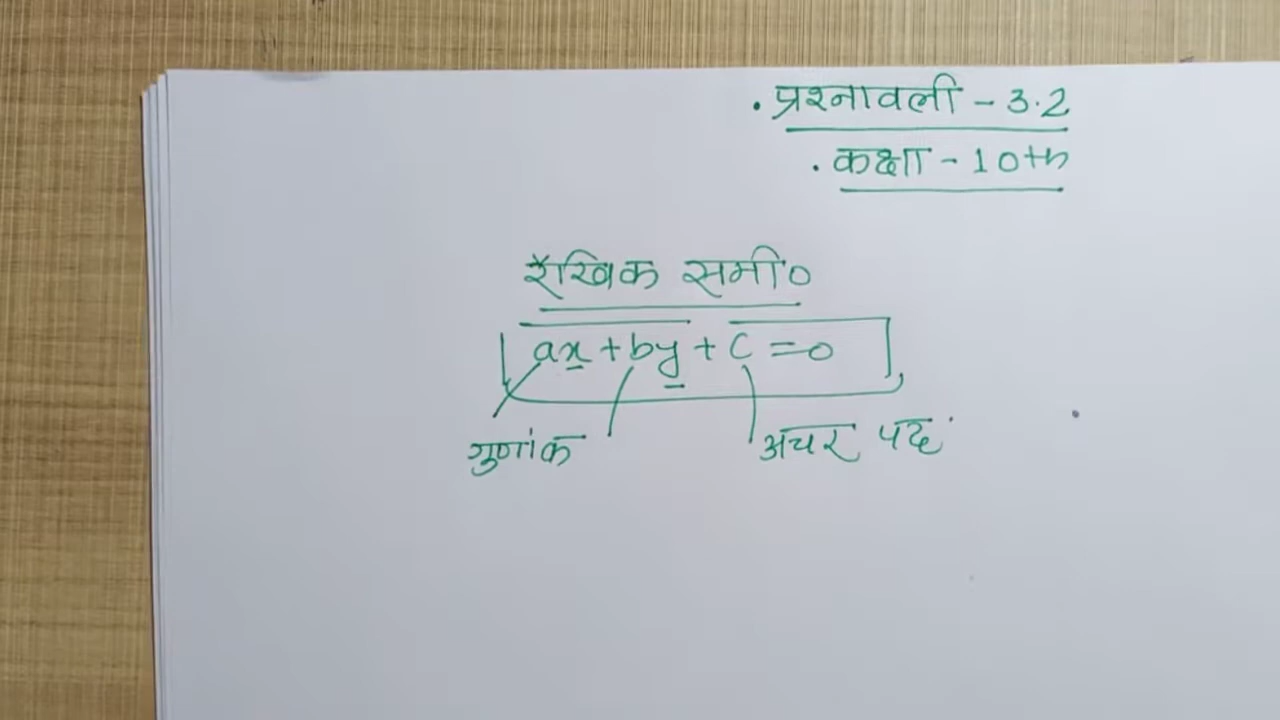 . प्रश्नावली - 3.2
. कक्षा - 10th
रैखिक समी०
ax + by + c = 0
गुणांक अचर पद